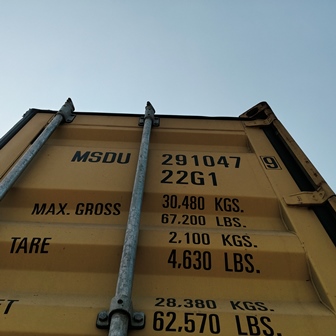 MSDU 291047 9
22G1
MAX. GROSS 30,480 KGS.
67,200 LBS.
TARE 2,100 KGS.
4,630 LBS.
ET 28,380 KGS.
62,570 LBS.